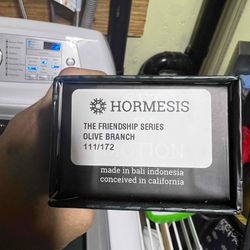 HORMESIS
THE FRIENDSHIP SERIES
OLIVE BRANCH
111/172
made in bali indonesia
conceived in california